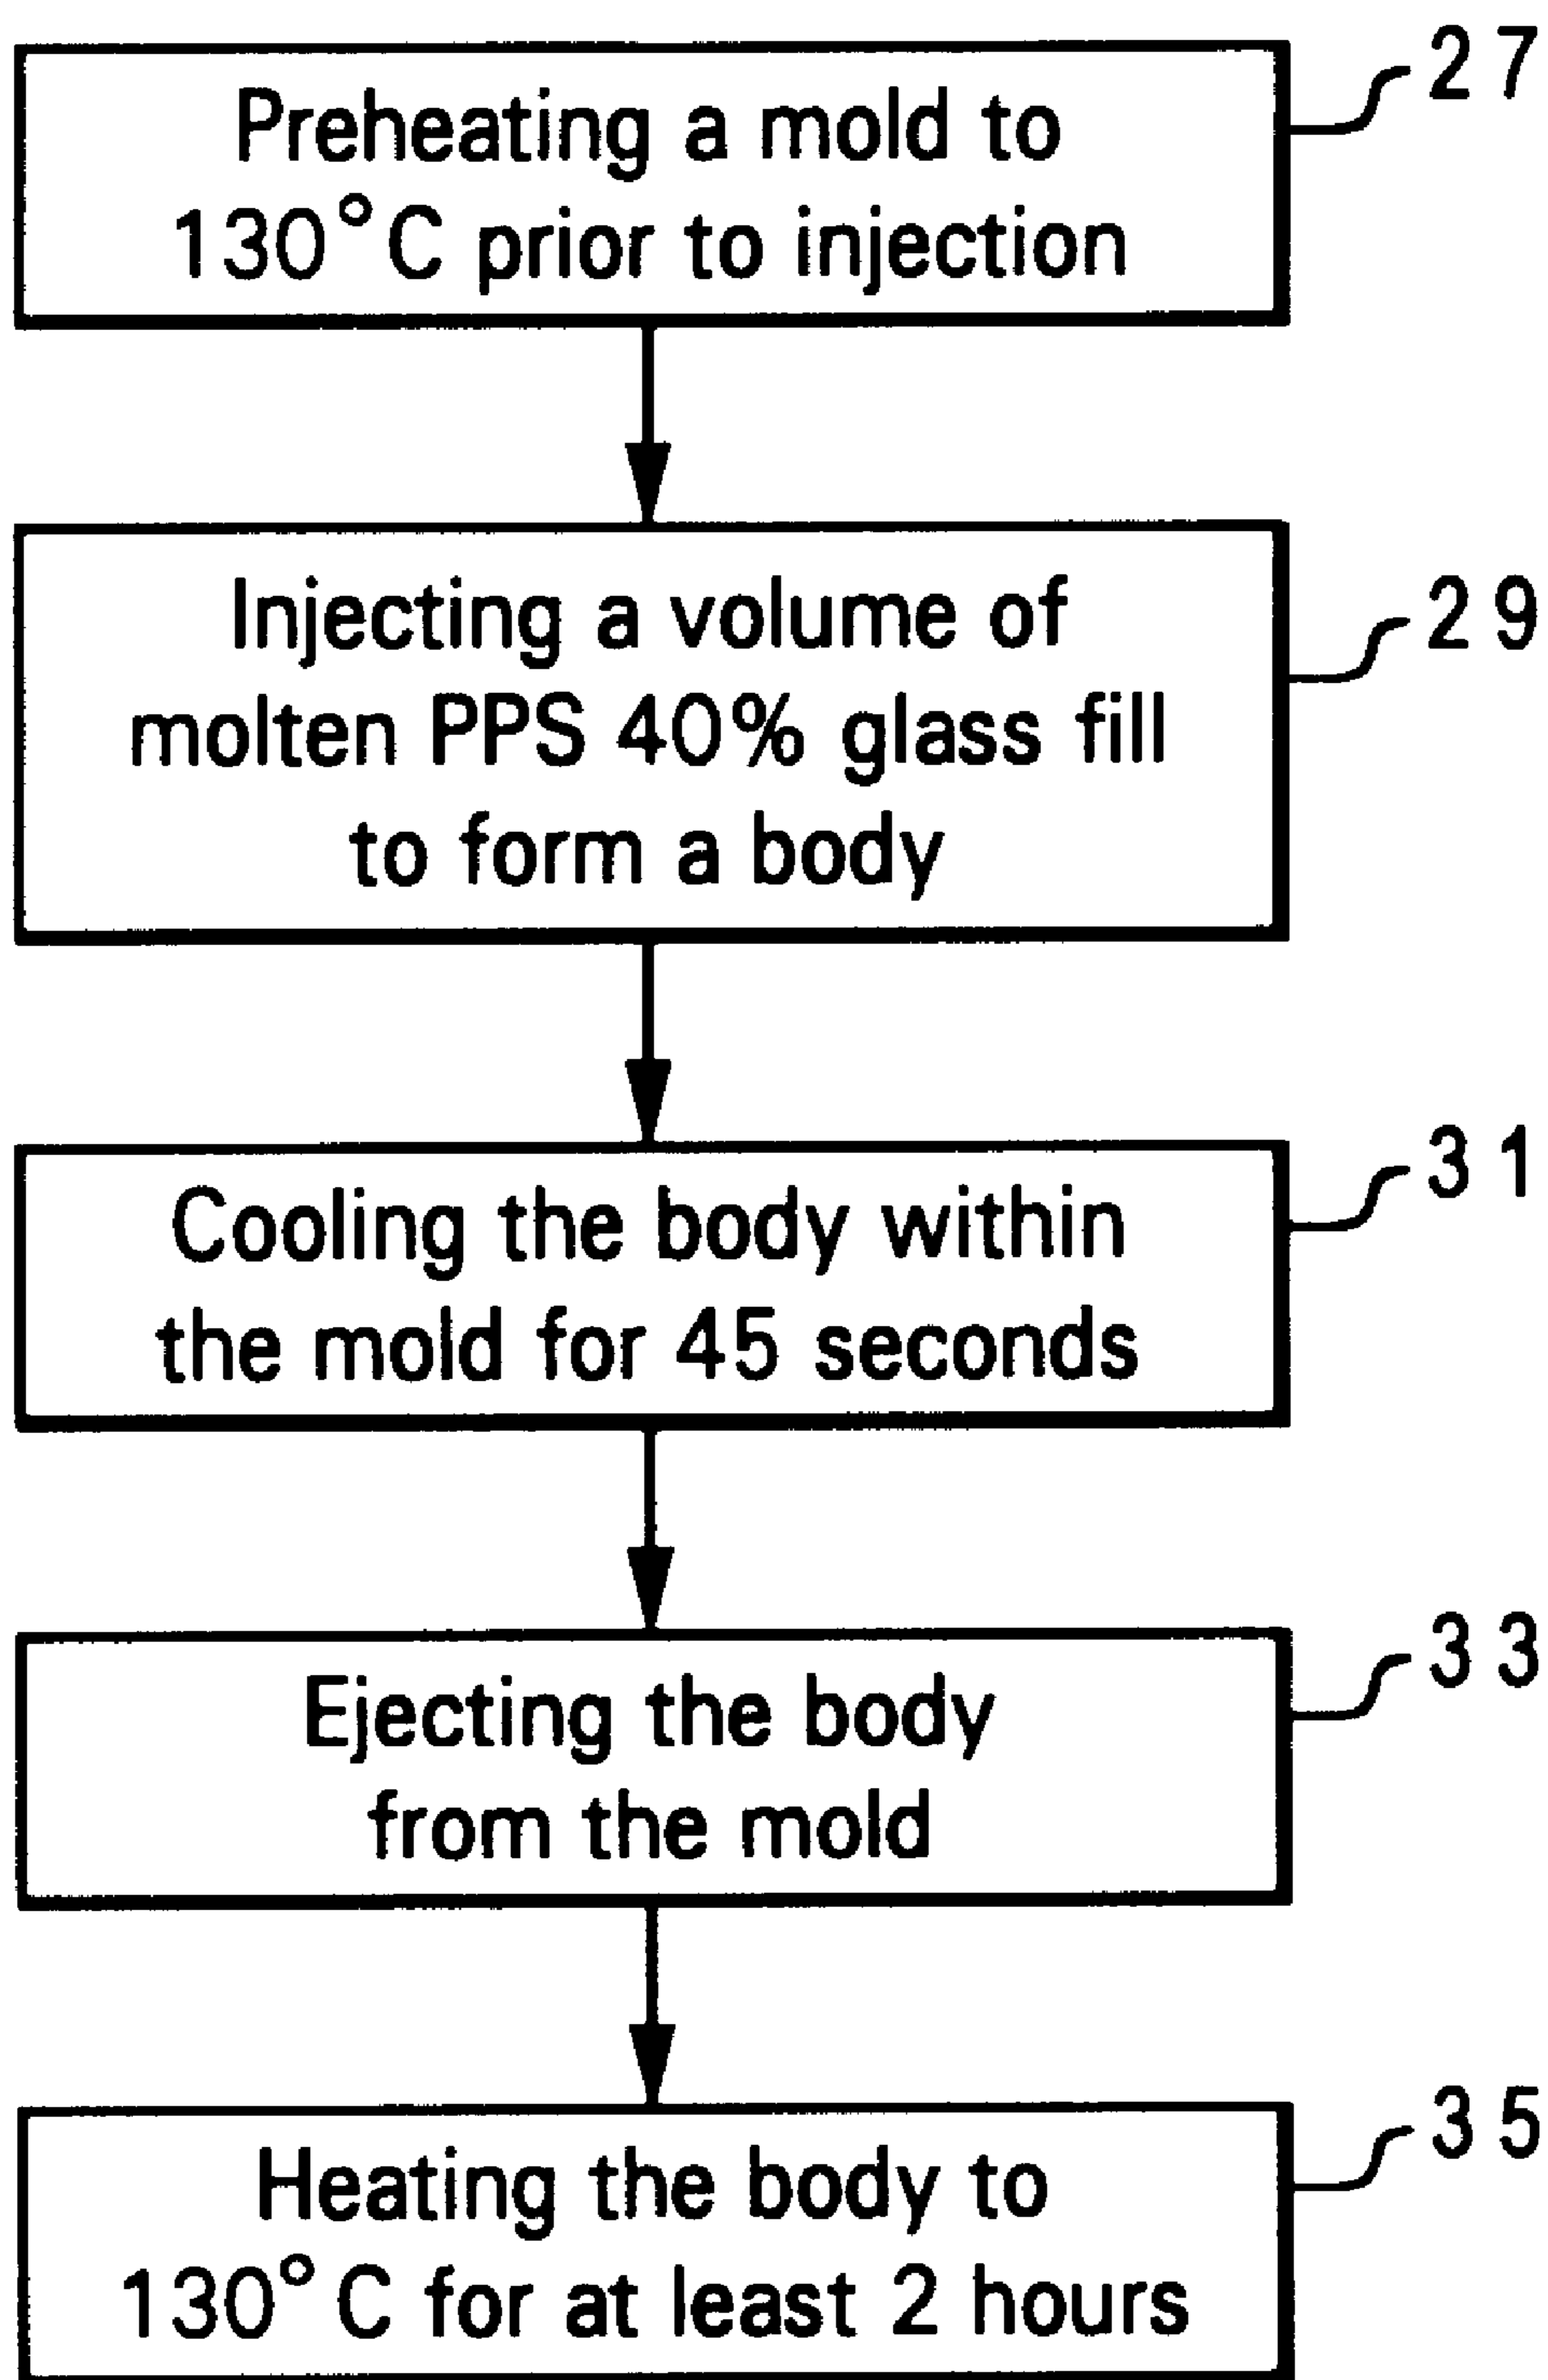 27
Preheating a mold to
130°C prior to injection
29
Injecting a volume of
molten PPS 40% glass fill
to form a body
31
Cooling the body within
the mold for 45 seconds
33
Ejecting the body
from the mold
35
Heating the body to
130°C for at least 2 hours